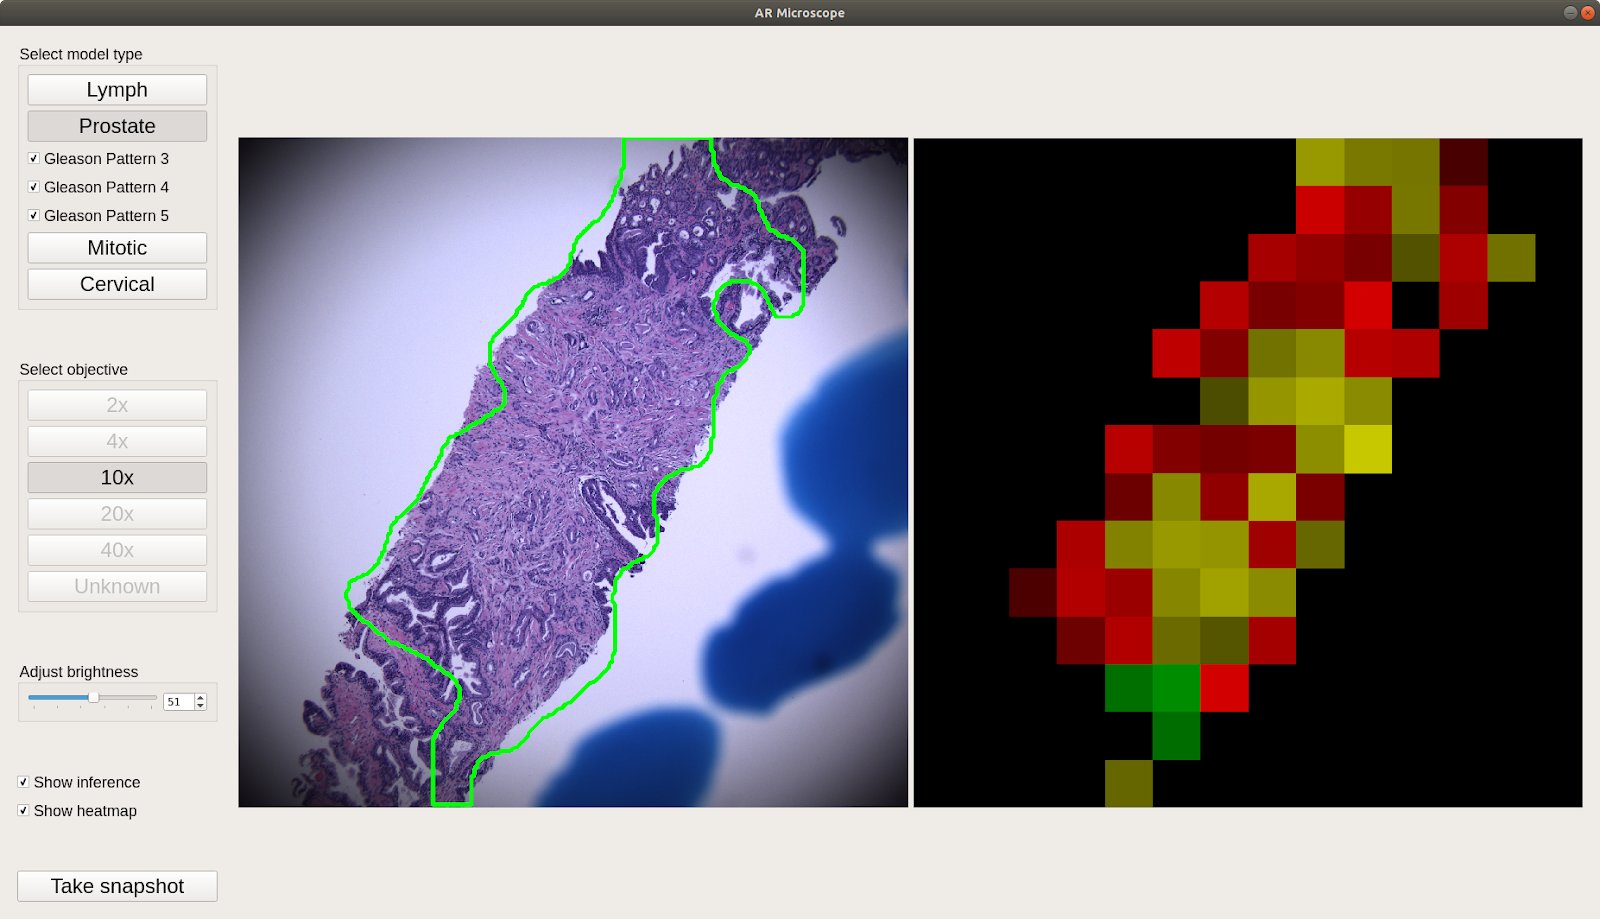 AR Microscope
Select model type
Lymph
Prostate
Gleason Pattern 3
Gleason Pattern 4
Gleason Pattern 5
Mitotic
Cervical
Select objective
2x
4x
10x
20x
40x
Unknown
Adjust brightness
51
Show inference
Show heatmap
Take snapshot